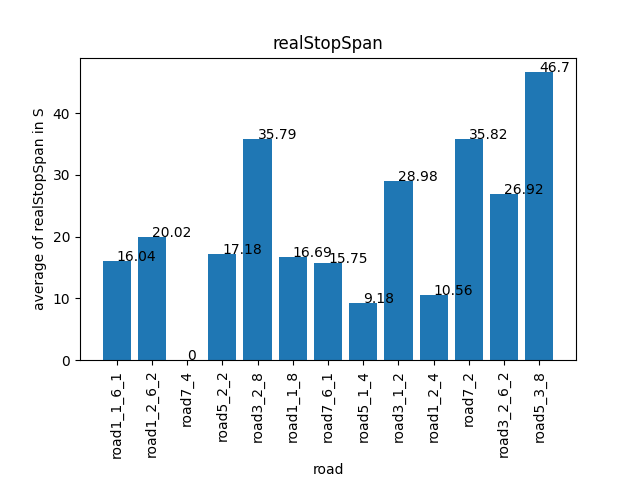 realStopSpan
average of realStopSpan in S
40
30
20
10
0
16.04
20.02
0
17.18
35.79
16.69
15.75
9.18
28.98
10.56
35.82
26.92
46.7
road1_1_6_1
road1_2_6_2
road7_4
road5_2_2
road3_2_8
road1_1_8
road7_6_1
road5_1_4
road3_1_2
road1_2_4
road7_2
road3_2_6_2
road5_3_8
road